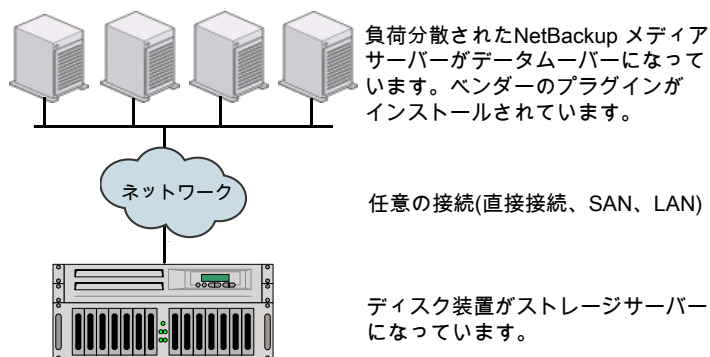 負荷分散されたNetBackup メディア
サーバーがデータムーバーになって
います。ベンダーのプラグインが
インストールされています。
ネットワーク
任意の接続(直接接続、SAN、LAN)
ディスク装置がストレージサーバー
になっています。